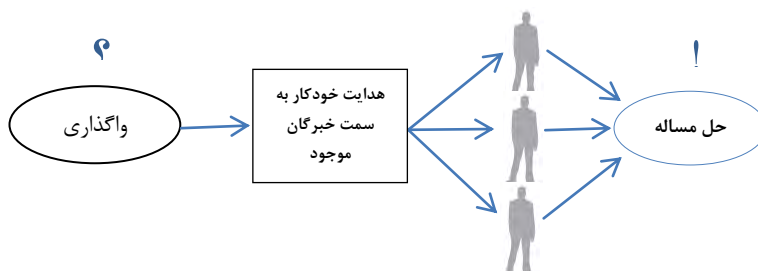 ؟
!
واگذاری
هدایت خودکار به
سمت خبرگان
موجود
حل مساله